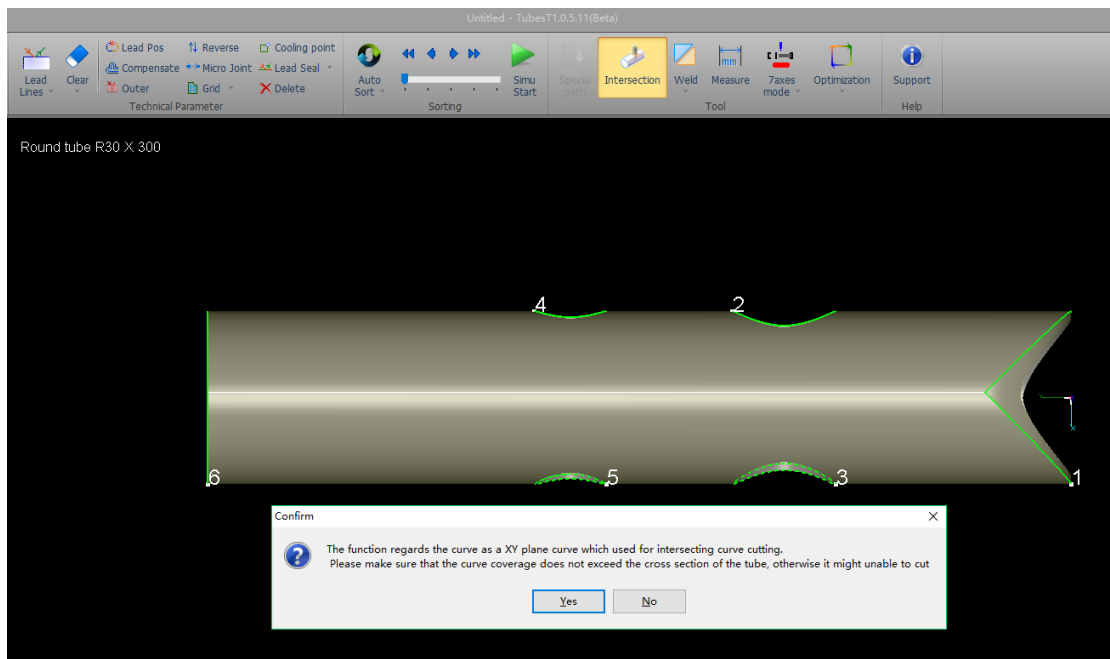 Untitled - TubesT1.0.5.11(Beta)
Lead Pos Reverse Cooling point
Compensate Micro Joint Lead Seal
Outer Grid Delete
Lead Lines
Clear
Technical Parameter
Auto Sort
Simu Start
Sorting
Special path
Intersection
Weld
mm
Measure
7axes mode
Optimization
Tool
Support
Help
Round tube R30 X 300
4
2
Y
X
6
5
3
1
Confirm
The function regards the curve as a XY plane curve which used for intersecting curve cutting.
Please make sure that the curve coverage does not exceed the cross section of the tube, otherwise it might unable to cut
Yes No